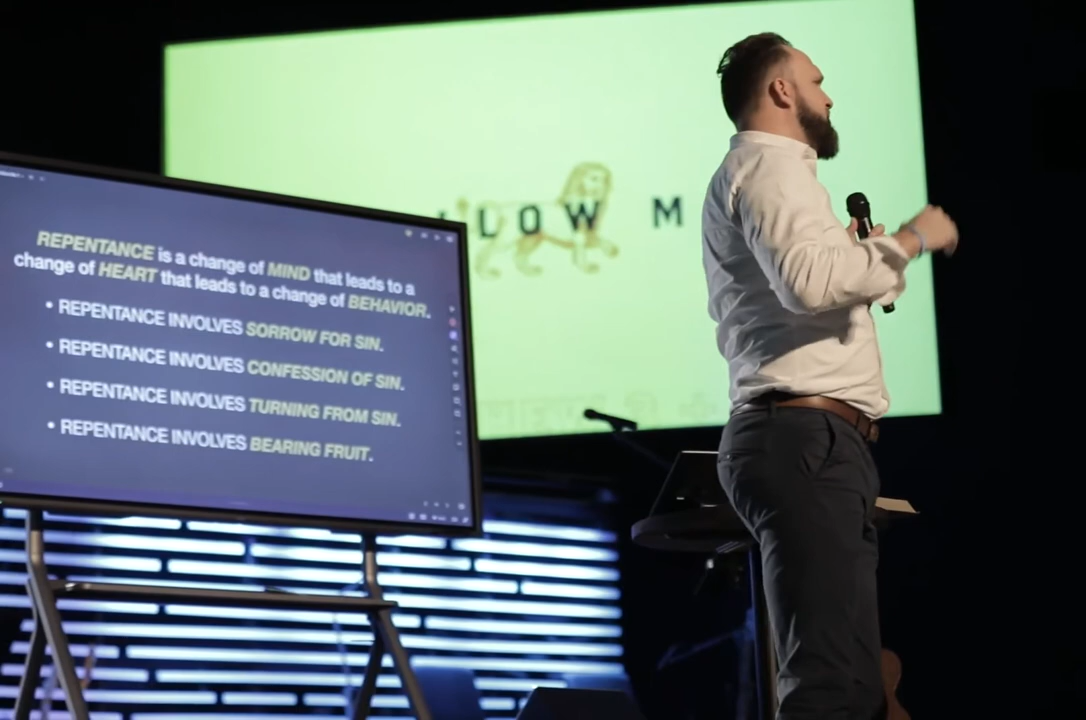 REPENTANCE is a change of MIND that leads to a
change of HEART that leads to a change of BEHAVIOR.
• REPENTANCE INVOLVES SORROW FOR SIN.
• REPENTANCE INVOLVES CONFESSION OF SIN.
• REPENTANCE INVOLVES TURNING FROM SIN.
• REPENTANCE INVOLVES BEARING FRUIT.
LLOW M